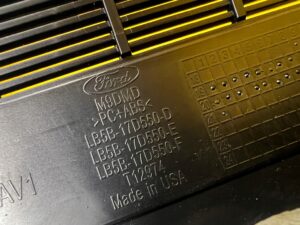 Ford
M9DMD
>PC+ABS<
LB5B-17D550-D
LB5B-17D550-E
LB5B-17D550-F
T12974
Made in USA
AV1